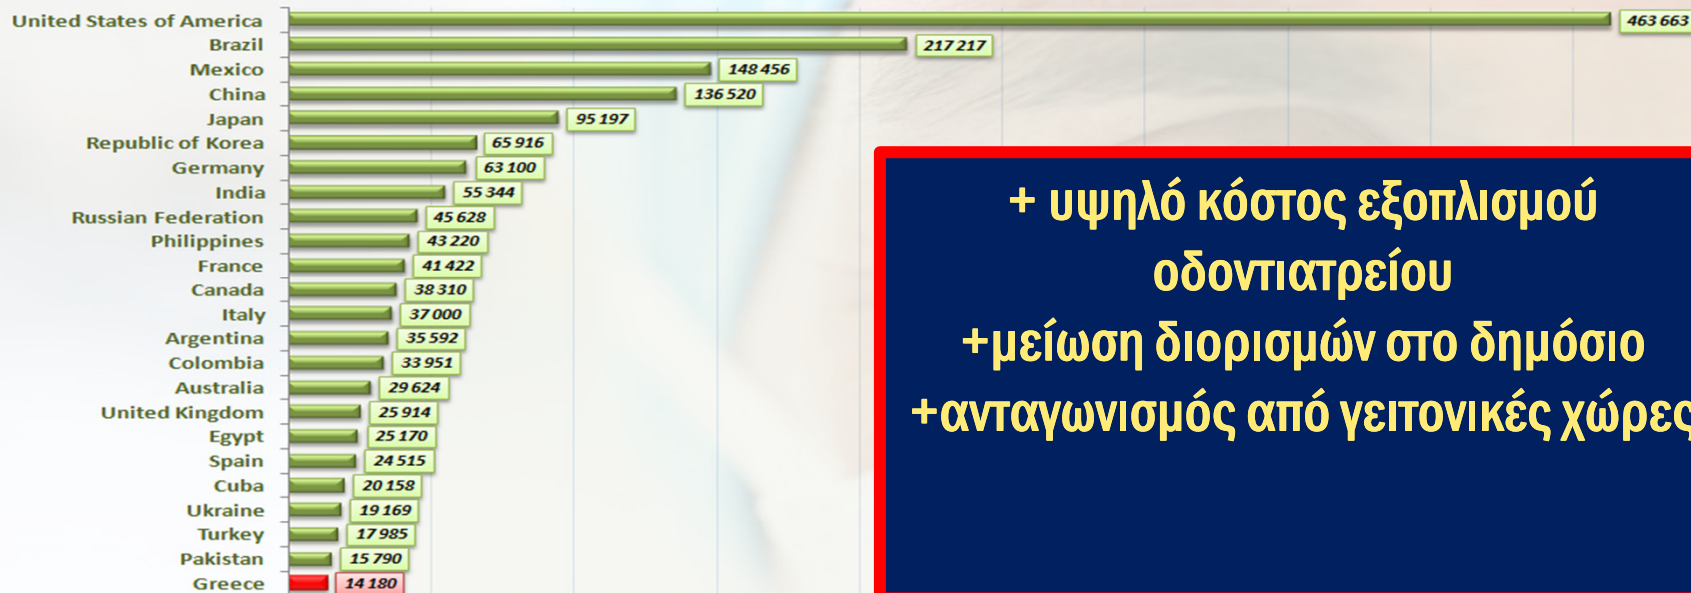 United States of America 463 663
Brazil 217 217
Mexico 148 456
China 136 520
Japan 95 197
Republic of Korea 65 916
Germany 63 100
India 55 344
Russian Federation 45 628
Philippines 43 220
France 41 422
Canada 38 310
Italy 37 000
Argentina 35 592
Colombia 33 951
Australia 29 624
United Kingdom 25 914
Egypt 25 170
Spain 24 515
Cuba 20 158
Ukraine 19 169
Turkey 17 985
Pakistan 15 790
Greece 14 180
+ υψηλό κόστος εξοπλισμού
οδοντιατρείου
+μείωση διορισμών στο δημόσιο
+ανταγωνισμός από γειτονικές χώρες